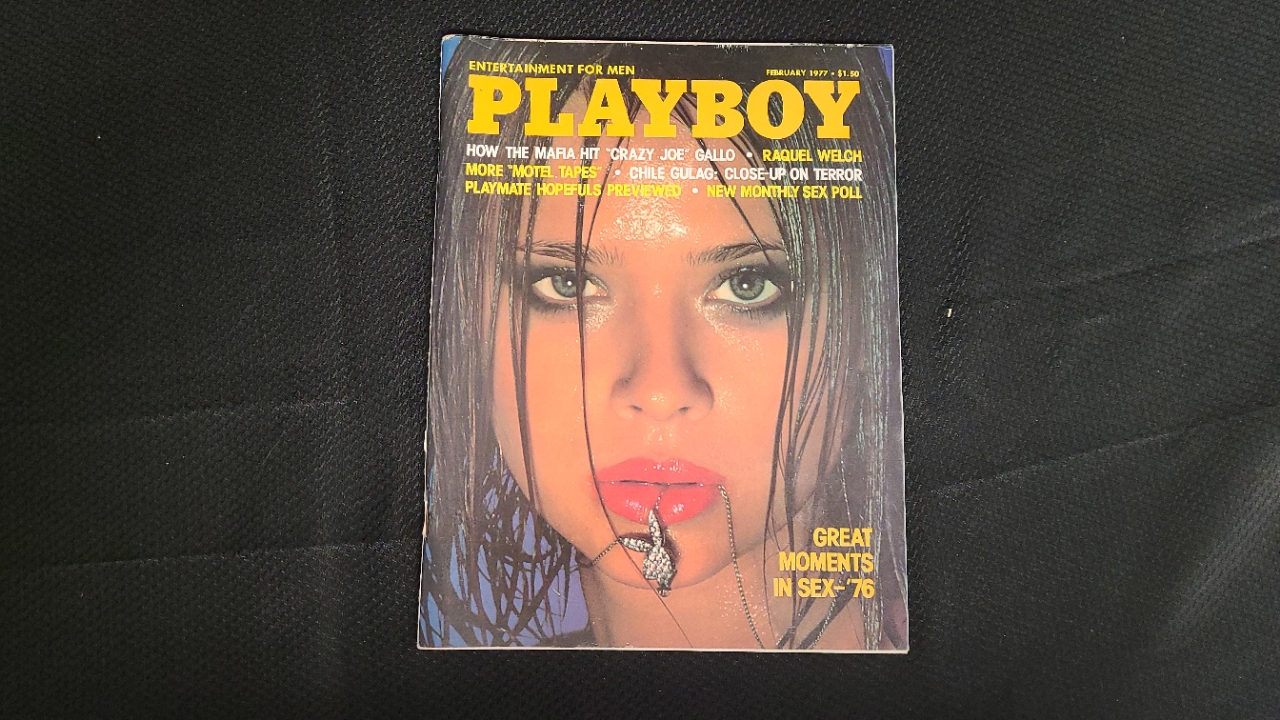 ENTERTAINMENT FOR MEN
FEBRUARY 1977 • $1.50
PLAYBOY
HOW THE MAFIA HIT "CRAZY JOE" GALLO • RAQUEL WELCH
MORE "MOTEL TAPES" • CHILE GULAG: CLOSE-UP ON TERROR
PLAYMATE HOPEFULS PREVIEWED • NEW MONTHLY SEX POLL
GREAT
MOMENTS
IN SEX–'76